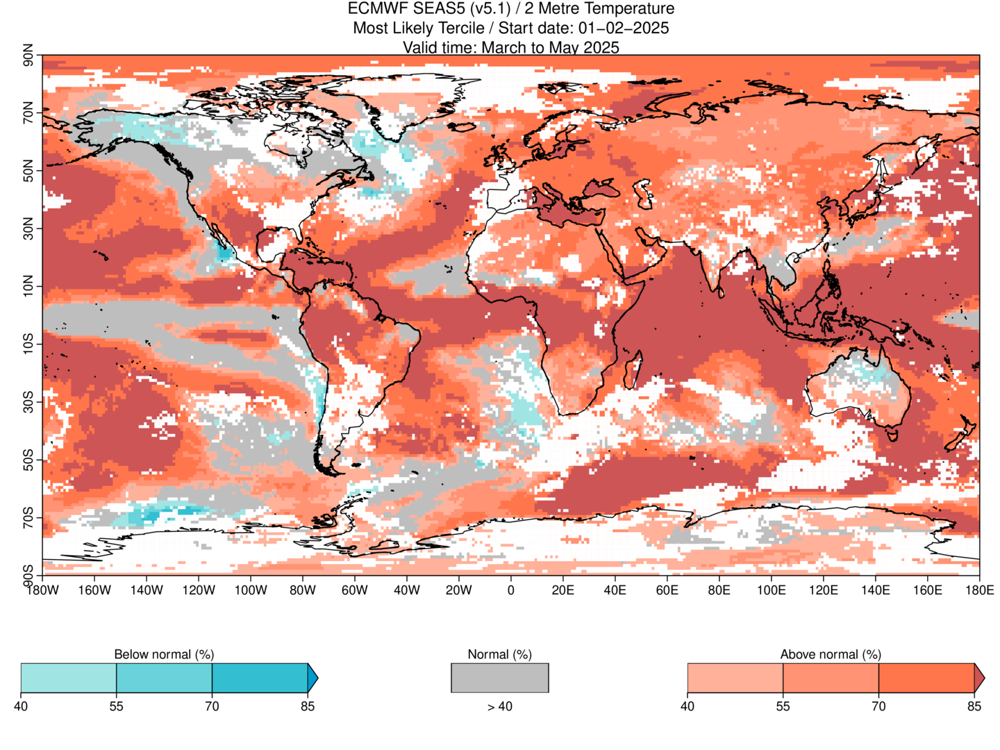 ECMWF SEAS5 (v5.1) / 2 Metre Temperature
Most Likely Tercile / Start date: 01−02−2025
Valid time: March to May 2025
90N
70N
50N
30N
10N
10S
30S
50S
70S
90S
180W 160W 140W 120W 100W 80W 60W 40W 20W 0 20E 40E 60E 80E 100E 120E 140E 160E 180E
Below normal (%) Normal (%) Above normal (%)
40 55 70 85 > 40 40 55 70 85